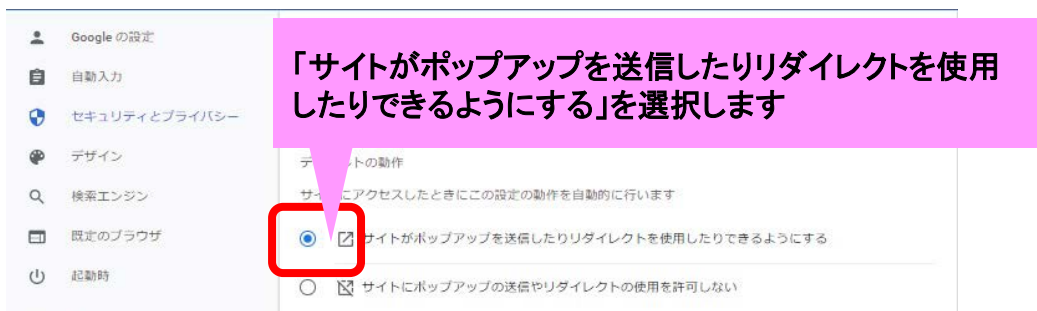 Google の設定
自動入力
セキュリティとプライバシー
デザイン
検索エンジン
既定のブラウザ
起動時
「サイトがポップアップを送信したりリダイレクトを使用
したりできるようにする」を選択します
トの動作
にアクセスしたときにこの設定の動作を自動的に行います
サイトがポップアップを送信したりリダイレクトを使用したりできるようにする
サイトにポップアップの送信やリダイレクトの使用を許可しない